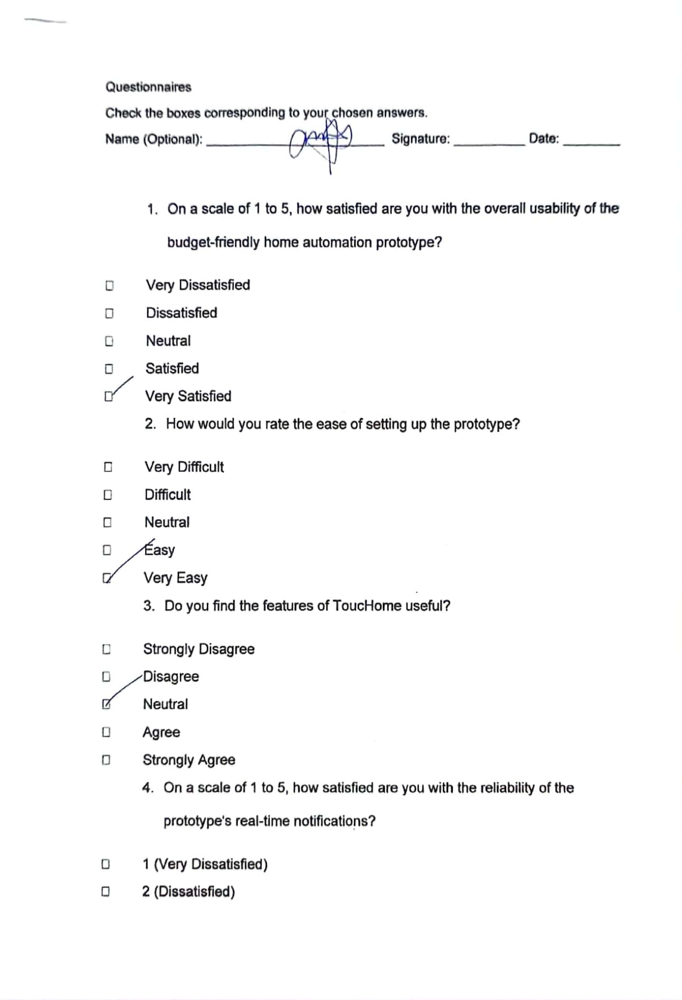 Questionnaires
Check the boxes corresponding to your chosen answers.
Name (Optional): Signature: Date:
1. On a scale of 1 to 5, how satisfied are you with the overall usability of the
budget-friendly home automation prototype?
Very Dissatisfied
Dissatisfied
Neutral
Satisfied
Very Satisfied
2. How would you rate the ease of setting up the prototype?
Very Difficult
Difficult
Neutral
Easy
Very Easy
3. Do you find the features of ToucHome useful?
Strongly Disagree
Disagree
Neutral
Agree
Strongly Agree
4. On a scale of 1 to 5, how satisfied are you with the reliability of the
prototype's real-time notifications?
1 (Very Dissatisfied)
2 (Dissatisfied)